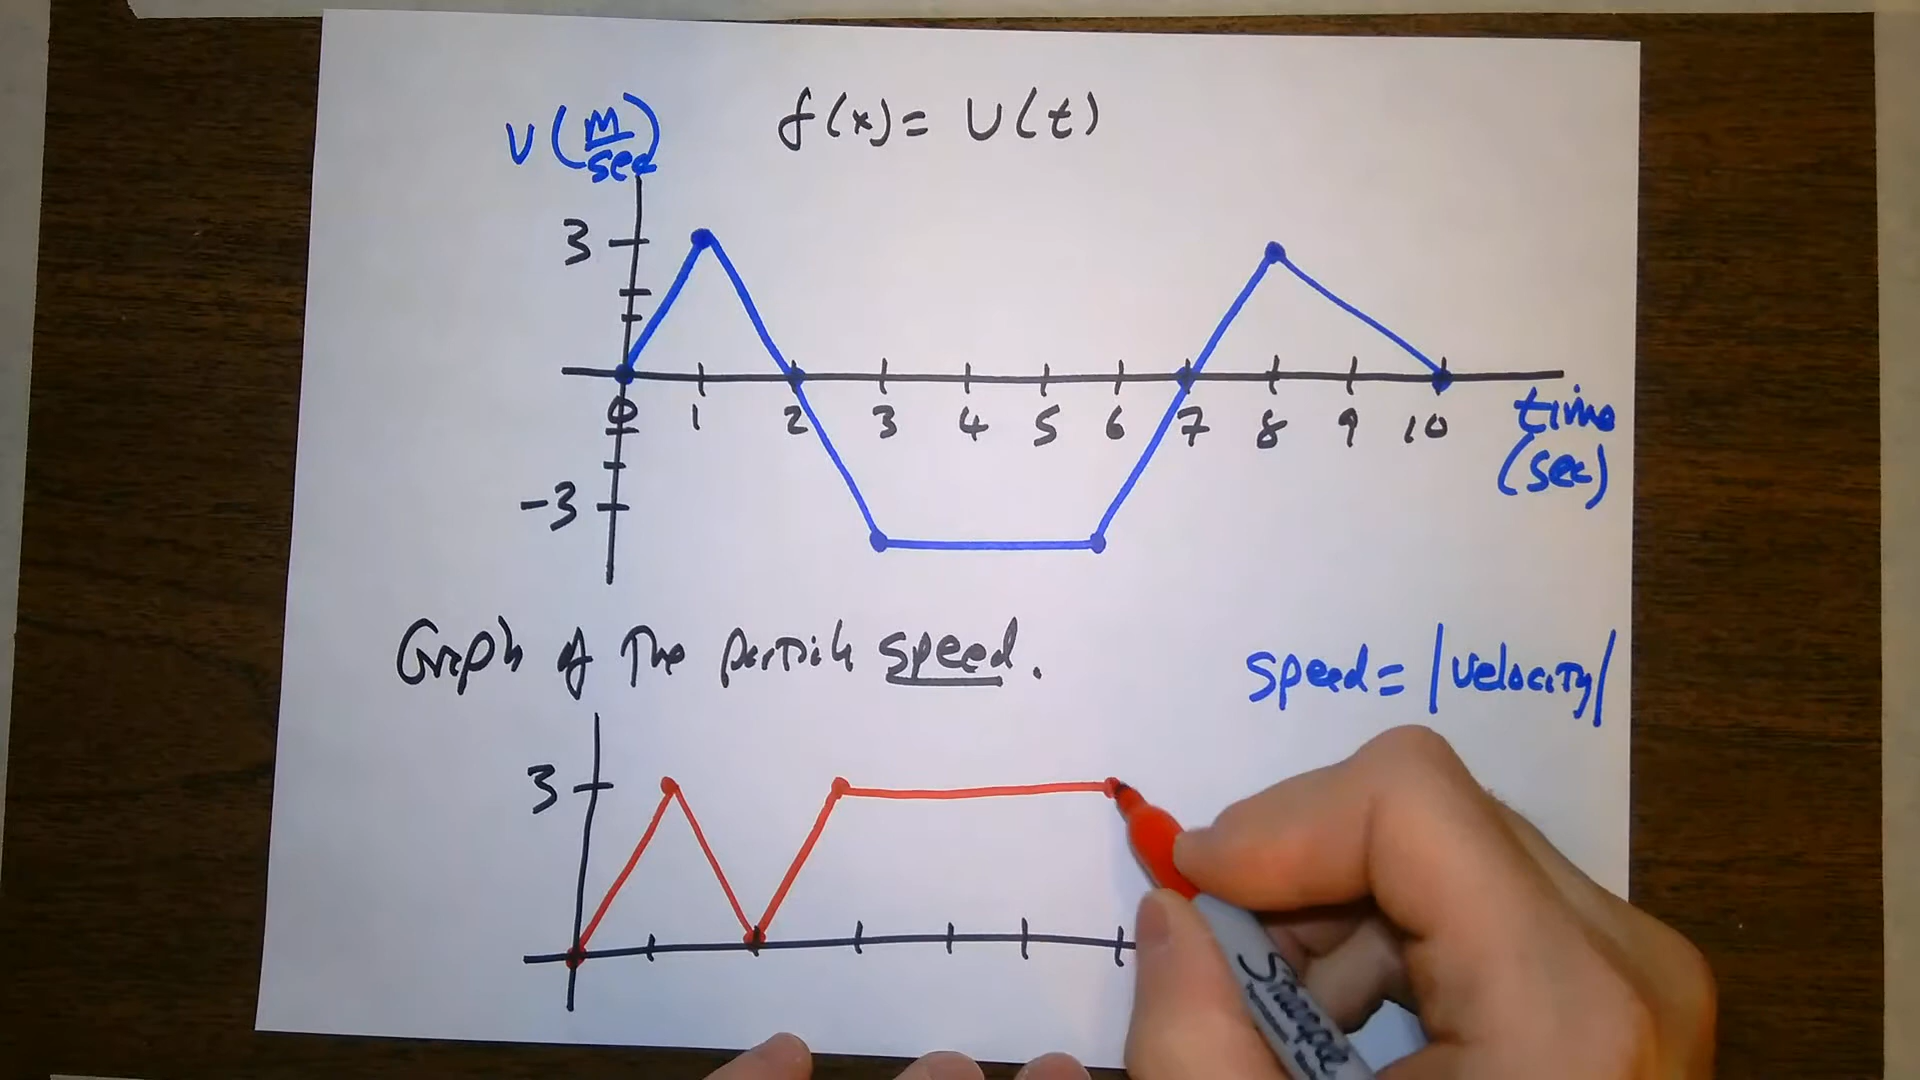 v (m/sec)
f(x) = v(t)
3
0 1 2 3 4 5 6 7 8 9 10
time
(sec)
-3
Graph of the particle speed.
speed = |velocity|
3
Sharpie